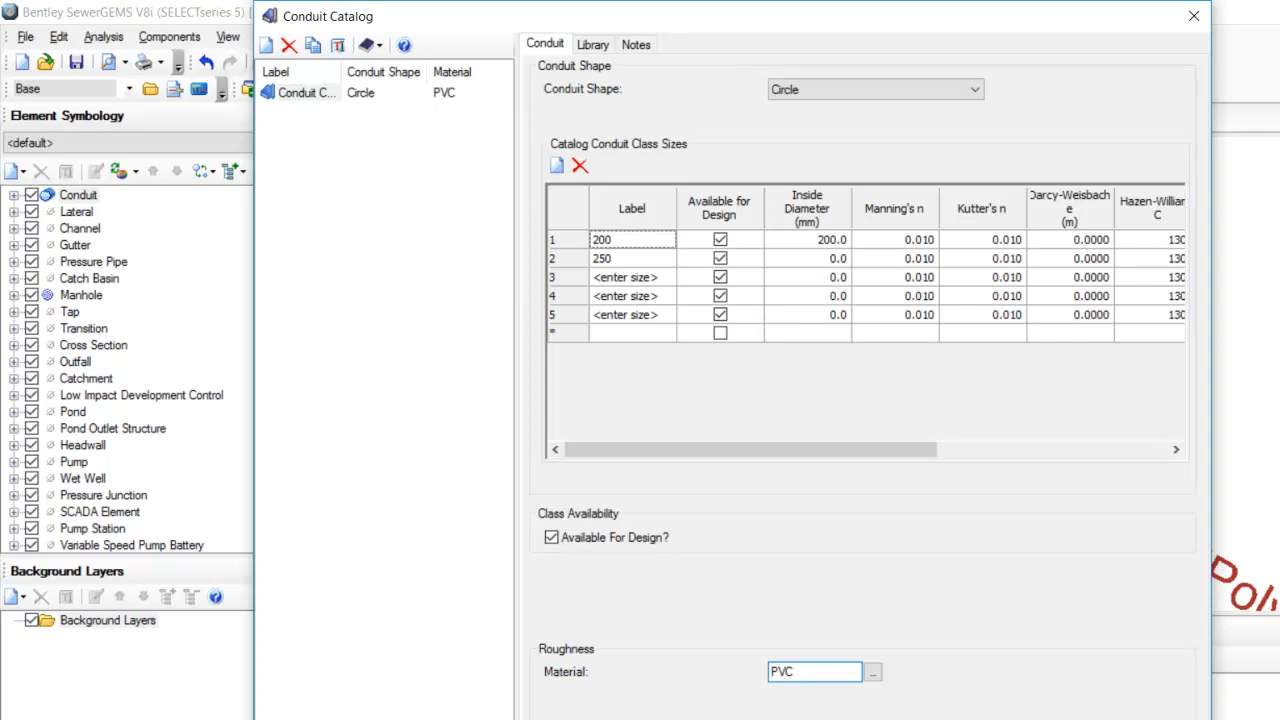 Bentley SewerGEMS V8i (SELECTseries 5) [
File Edit Analysis Components View
Base
Element Symbology
<default>
Conduit
Lateral
Channel
Gutter
Pressure Pipe
Catch Basin
Manhole
Tap
Transition
Cross Section
Outfall
Catchment
Low Impact Development Control
Pond
Pond Outlet Structure
Headwall
Pump
Wet Well
Pressure Junction
SCADA Element
Pump Station
Variable Speed Pump Battery
Background Layers
Background Layers
Conduit Catalog
Label Conduit Shape Material
Conduit C... Circle PVC
Conduit Library Notes
Conduit Shape
Conduit Shape: Circle
Catalog Conduit Class Sizes
Label Available for Design Inside Diameter (mm) Manning's n Kutter's n Darcy-Weisbach e (m) Hazen-Williar C
1 200 200.0 0.010 0.010 0.0000 130
2 250 0.0 0.010 0.010 0.0000 130
3 <enter size> 0.0 0.010 0.010 0.0000 130
4 <enter size> 0.0 0.010 0.010 0.0000 130
5 <enter size> 0.0 0.010 0.010 0.0000 130
*
Class Availability
Available For Design?
Roughness
Material: PVC ...